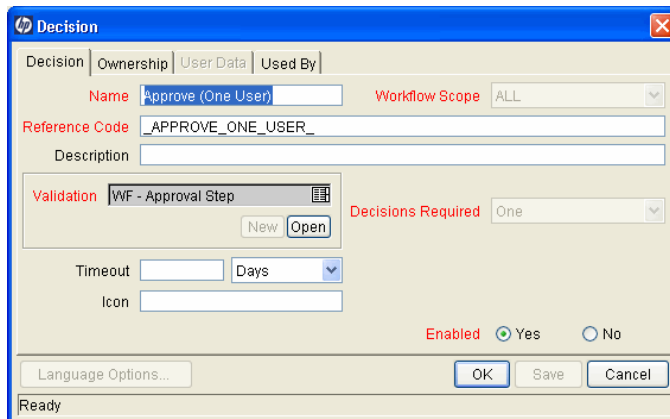 hp Decision
Decision Ownership User Data Used By
Name Approve (One User) Workflow Scope ALL
Reference Code _APPROVE_ONE_USER_
Description
Validation WF - Approval Step
New Open
Decisions Required One
Timeout Days
Icon
Enabled Yes No
Language Options... OK Save Cancel
Ready